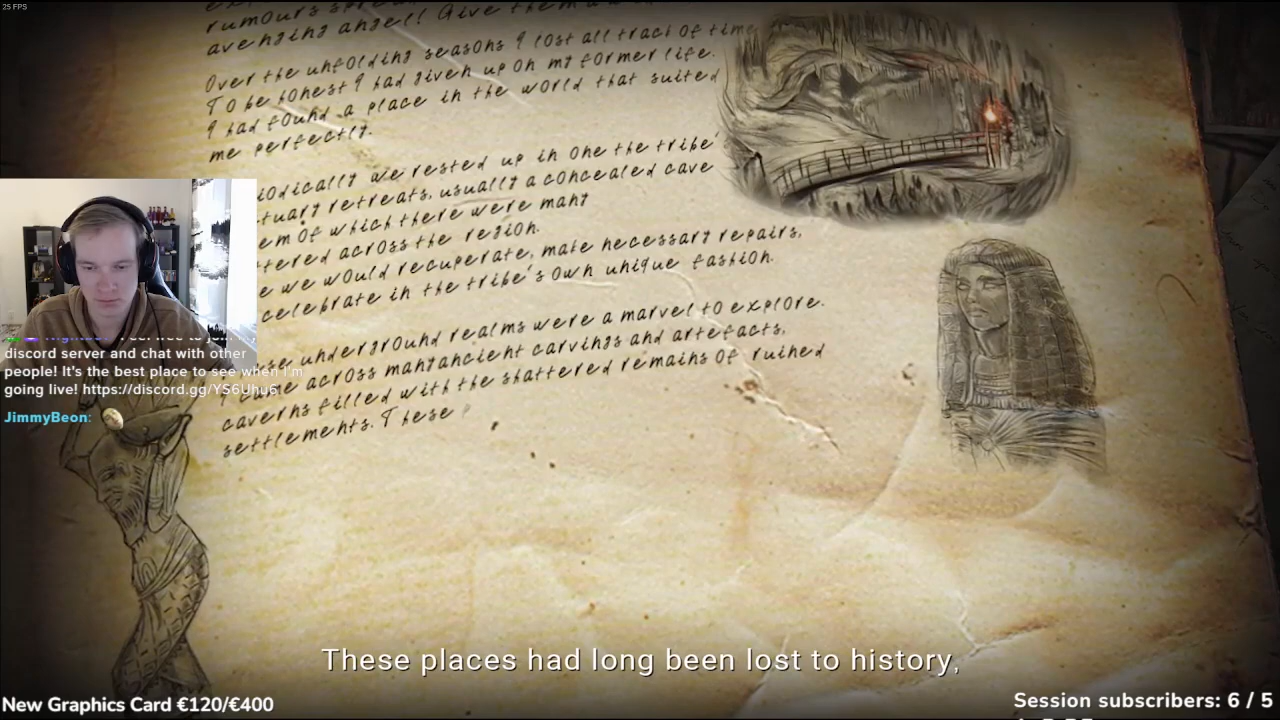 25 FPS
rumours
avenging angel! Give them
Over the unfolding seasons I lost all track of time.
To be honest I had given up on my former life.
I had found a place in the world that suited
me perfectly.
iodically we rested up in one the tribe'
tuary retreats, usually a concealed cave
em of which there were many
tered across the region.
e we would recuperate, make necessary repairs,
celebrate in the tribe's own unique fashion.
se underground realms were a marvel to explore.
I came across many ancient carvings and artefacts,
caverns filled with the shattered remains of ruined
settlements. These
discord server and chat with other
people! It's the best place to see when I'm
going live! https://discord.gg/YS6Uhu6
JimmyBeon:
These places had long been lost to history,
New Graphics Card €120/€400
Session subscribers: 6 / 5